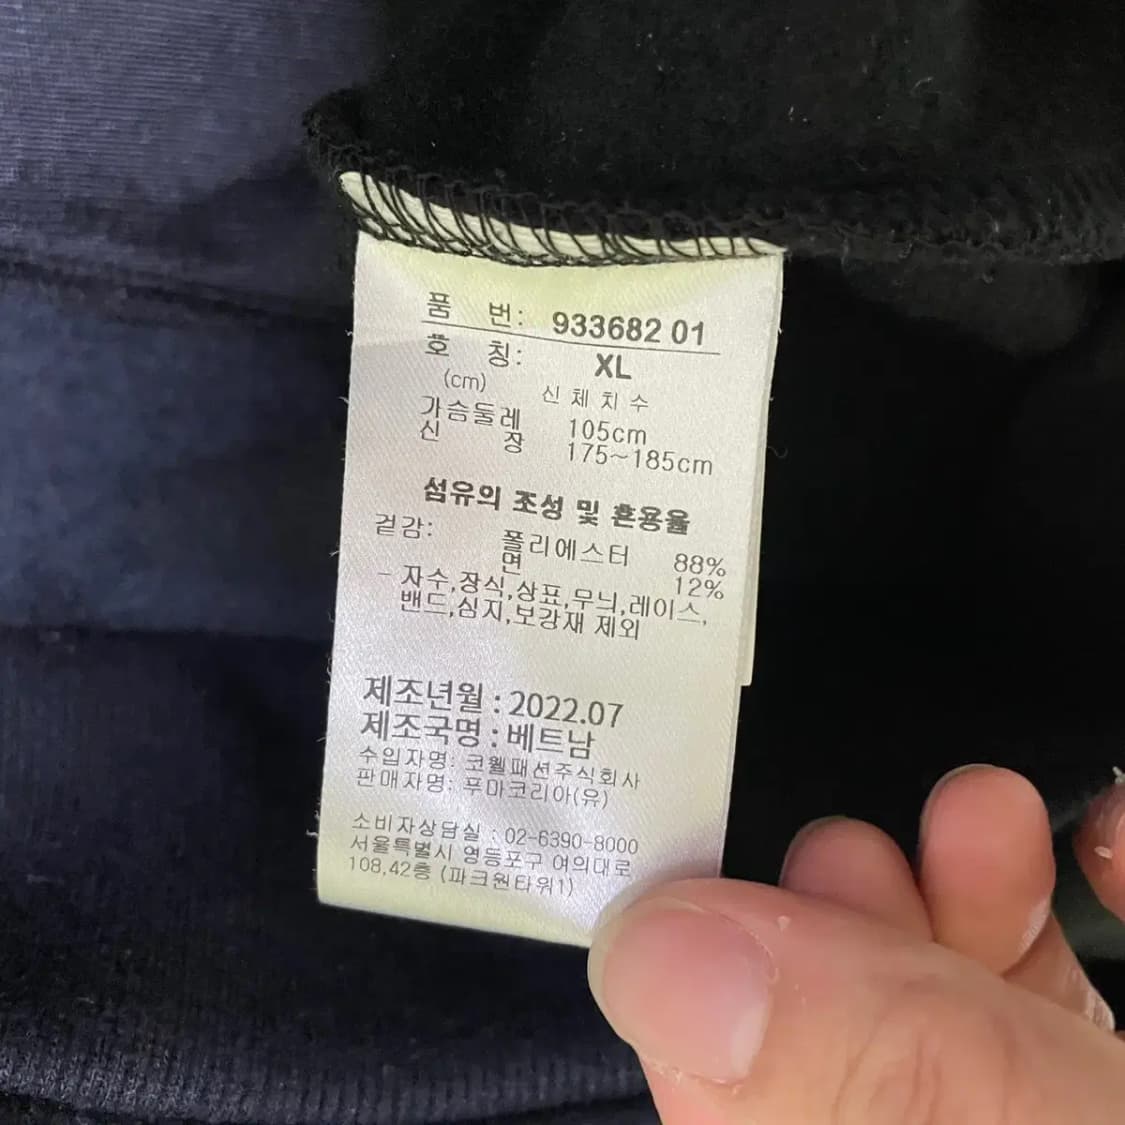 품 번: 933682 01
호 칭: XL
(cm) 신체치수
가슴둘레 105cm
신 장 175~185cm
섬유의 조성 및 혼용율
겉감: 폴리에스터 88%
면 12%
- 자수,장식,상표,무늬,레이스,
밴드,심지,보강재 제외
제조년월 : 2022.07
제조국명 : 베트남
수입자명: 코웰패션주식회사
판매자명: 푸마코리아(유)
소비자상담실 : 02-6390-8000
서울특별시 영등포구 여의대로
108,42층 (파크원타워1)